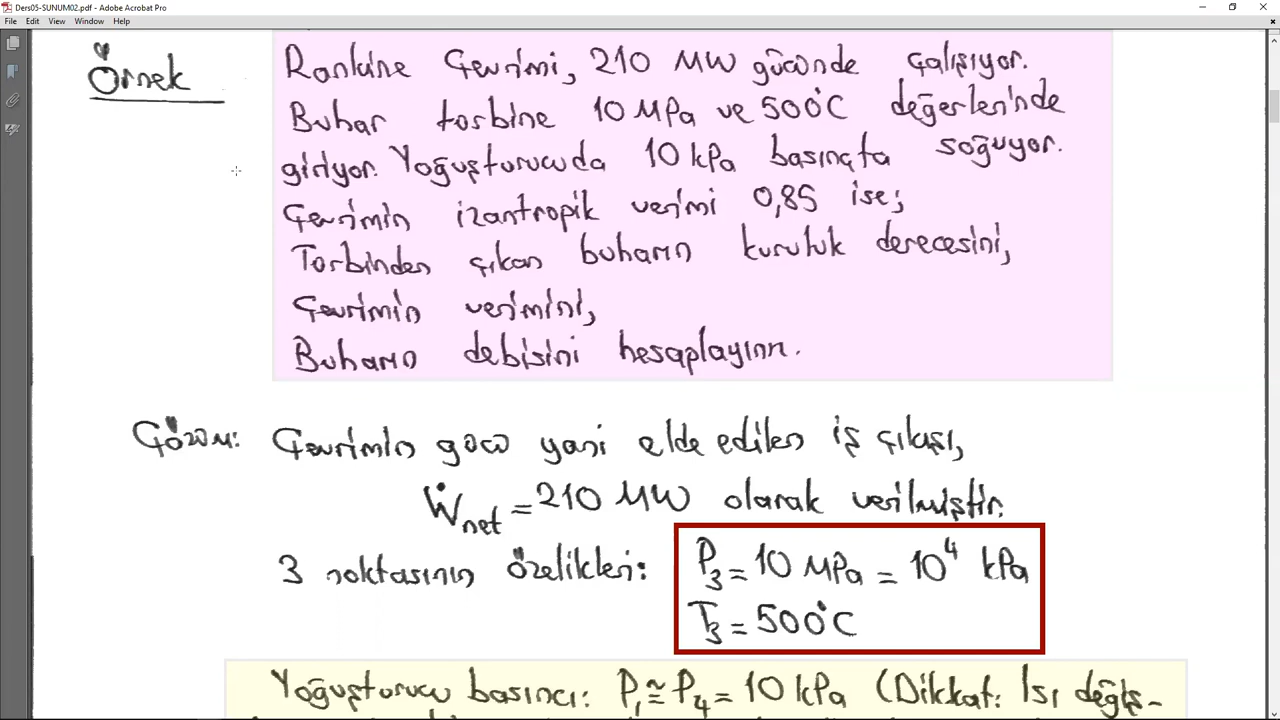 Ders05-SUNUM02.pdf - Adobe Acrobat Pro
File Edit View Window Help
Örnek
Rankine Çevrimi, 210 MW gücünde çalışıyor.
Buhar türbine 10 MPa ve 500°C değerlerinde
giriyor. Yoğuşturucuda 10 kPa basınçta soğuyor.
Çevrimin izantropik verimi 0,85 ise;
Türbinden çıkan buharın kuruluk derecesini,
Çevrimin verimini,
Buharın debisini hesaplayınız.
Çözüm: Çevrimin gücü yani elde edilen iş çıkışı,
Ẇnet = 210 MW olarak verilmiştir.
3 noktasının özelikleri:
P₃ = 10 MPa = 10⁴ kPa
T₃ = 500°C
Yoğuşturucu basıncı: P₁ ≅ P₄ = 10 kPa (Dikkat: Isı değiş-